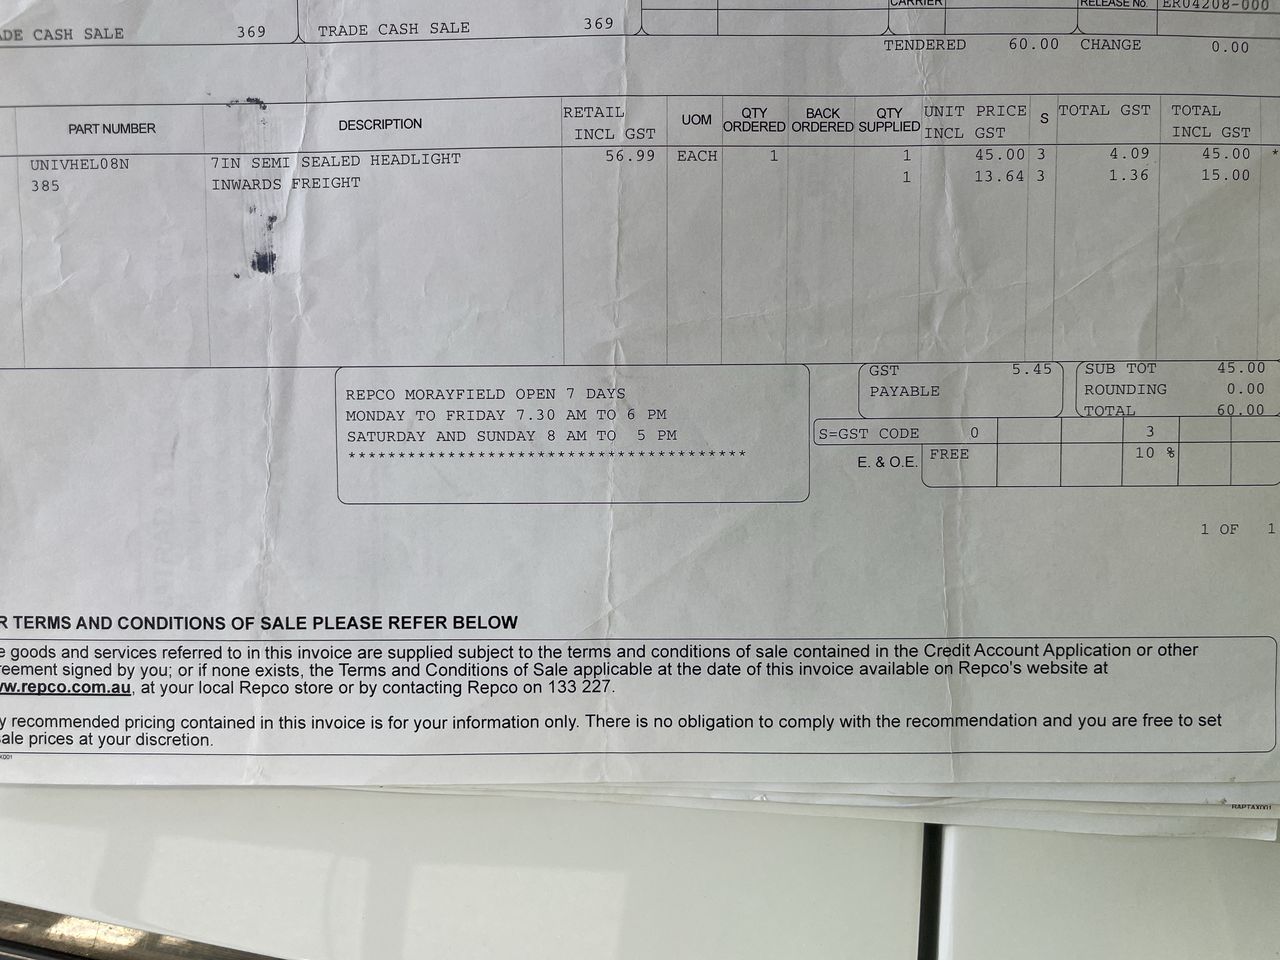 CARRIER RELEASE No. ER04208-000
ADE CASH SALE 369 TRADE CASH SALE 369
TENDERED 60.00 CHANGE 0.00
PART NUMBER DESCRIPTION RETAIL INCL GST UOM QTY ORDERED BACK ORDERED QTY SUPPLIED UNIT PRICE INCL GST S TOTAL GST TOTAL INCL GST
UNIVHEL08N 7IN SEMI SEALED HEADLIGHT 56.99 EACH 1 1 45.00 3 4.09 45.00 *
385 INWARDS FREIGHT 1 13.64 3 1.36 15.00
GST PAYABLE 5.45
SUB TOT 45.00
ROUNDING 0.00
TOTAL 60.00
REPCO MORAYFIELD OPEN 7 DAYS
MONDAY TO FRIDAY 7.30 AM TO 6 PM
SATURDAY AND SUNDAY 8 AM TO 5 PM
****************************************
S=GST CODE 0 3
E. & O.E. FREE 10 %
1 OF 1
R TERMS AND CONDITIONS OF SALE PLEASE REFER BELOW
e goods and services referred to in this invoice are supplied subject to the terms and conditions of sale contained in the Credit Account Application or other
reement signed by you; or if none exists, the Terms and Conditions of Sale applicable at the date of this invoice available on Repco's website at
ww.repco.com.au, at your local Repco store or by contacting Repco on 133 227.
y recommended pricing contained in this invoice is for your information only. There is no obligation to comply with the recommendation and you are free to set
ale prices at your discretion.
X001
RAPTAX001